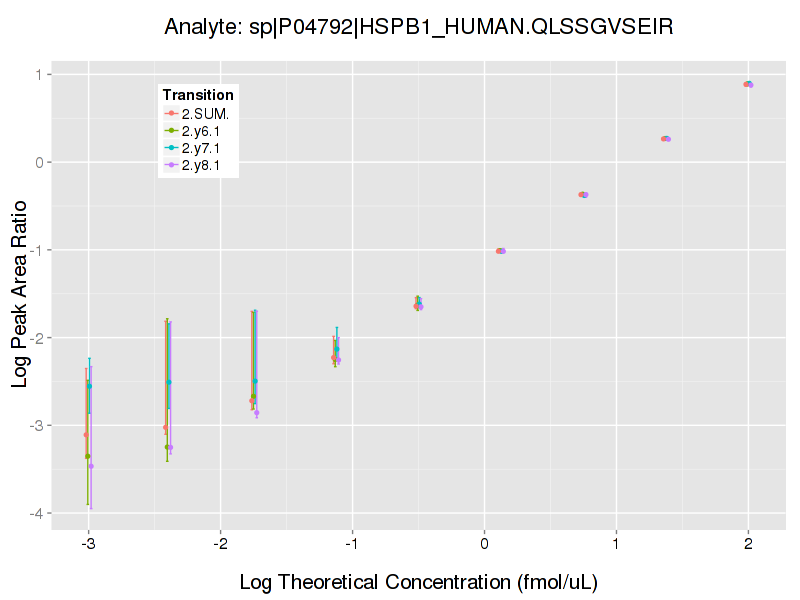 Analyte: sp|P04792|HSPB1_HUMAN.QLSSGVSEIR
Transition
2.SUM.
2.y6.1
2.y7.1
2.y8.1
1
0
-1
-2
-3
-4
Log Peak Area Ratio
-3
-2
-1
0
1
2
Log Theoretical Concentration (fmol/uL)